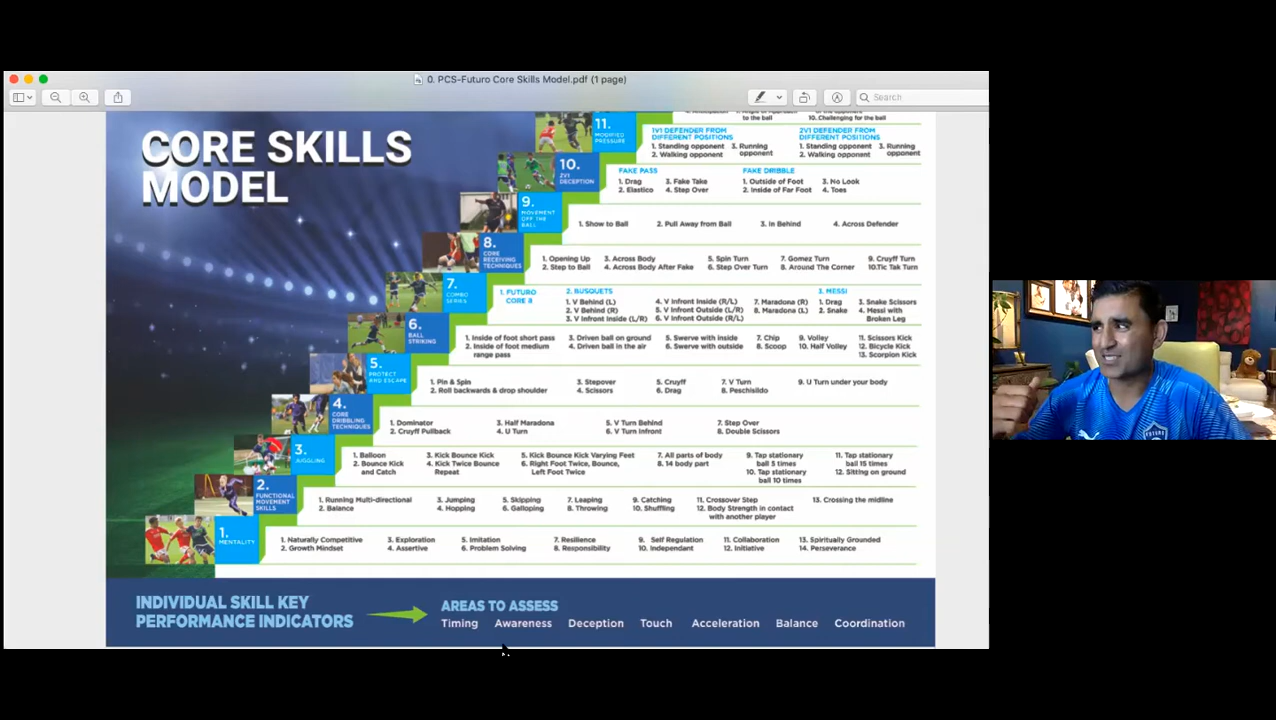 0. PCS-Futuro Core Skills Model.pdf (1 page)
Search
CORE SKILLS
MODEL
to the ball
10. Challenging for the ball
11.
MODIFIED
PRESSURE
1V1 DEFENDER FROM
DIFFERENT POSITIONS
1. Standing opponent
2. Walking opponent
3. Running
opponent
2V1 DEFENDER FROM
DIFFERENT POSITIONS
1. Standing opponent
2. Walking opponent
3. Running
opponent
10.
2V1
DECEPTION
FAKE PASS
1. Drag
2. Elastico
3. Fake Take
4. Step Over
FAKE DRIBBLE
1. Outside of Foot
2. Inside of Far Foot
3. No Look
4. Toes
9.
MOVEMENT
OFF THE
BALL
1. Show to Ball
2. Pull Away from Ball
3. In Behind
4. Across Defender
8.
CORE
RECEIVING
TECHNIQUES
1. Opening Up
2. Step to Ball
3. Across Body
4. Across Body After Fake
5. Spin Turn
6. Step Over Turn
7. Gomez Turn
8. Around The Corner
9. Cruyff Turn
10.Tic Tak Turn
7.
COMBO
SERIES
1. FUTURO
CORE 8
2. BUSQUETS
1. V Behind (L)
2. V Behind (R)
3. V Infront Inside (L/R)
4. V Infront Inside (R/L)
5. V Infront Outside (L/R)
6. V Infront Outside (R/L)
7. Maradona (R)
8. Maradona (L)
3. MESSI
1. Drag
2. Snake
3. Snake Scissors
4. Messi with
Broken Leg
6.
BALL
STRIKING
1. Inside of foot short pass
2. Inside of foot medium
range pass
3. Driven ball on ground
4. Driven ball in the air
5. Swerve with inside
6. Swerve with outside
7. Chip
8. Scoop
9. Volley
10. Half Volley
11. Scissors Kick
12. Bicycle Kick
13. Scorpion Kick
5.
PROTECT
AND ESCAPE
1. Pin & Spin
2. Roll backwards & drop shoulder
3. Stepover
4. Scissors
5. Cruyff
6. Drag
7. V Turn
8. Peschisildo
9. U Turn under your body
4.
CORE
DRIBBLING
TECHNIQUES
1. Dominator
2. Cruyff Pullback
3. Half Maradona
4. U Turn
5. V Turn Behind
6. V Turn Infront
7. Step Over
8. Double Scissors
3.
JUGGLING
1. Balloon
2. Bounce Kick
and Catch
3. Kick Bounce Kick
4. Kick Twice Bounce
Repeat
5. Kick Bounce Kick Varying Feet
6. Right Foot Twice, Bounce,
Left Foot Twice
7. All parts of body
8. 14 body part
9. Tap stationary
ball 5 times
10. Tap stationary
ball 10 times
11. Tap stationary
ball 15 times
12. Sitting on ground
2.
FUNCTIONAL
MOVEMENT
SKILLS
1. Running Multi-directional
2. Balance
3. Jumping
4. Hopping
5. Skipping
6. Galloping
7. Leaping
8. Throwing
9. Catching
10. Shuffling
11. Crossover Step
12. Body Strength in contact
with another player
13. Crossing the midline
1.
MENTALITY
1. Naturally Competitive
2. Growth Mindset
3. Exploration
4. Assertive
5. Imitation
6. Problem Solving
7. Resilience
8. Responsibility
9. Self Regulation
10. Independant
11. Collaboration
12. Initiative
13. Spiritually Grounded
14. Perseverance
INDIVIDUAL SKILL KEY
PERFORMANCE INDICATORS
AREAS TO ASSESS
Timing Awareness Deception Touch Acceleration Balance Coordination